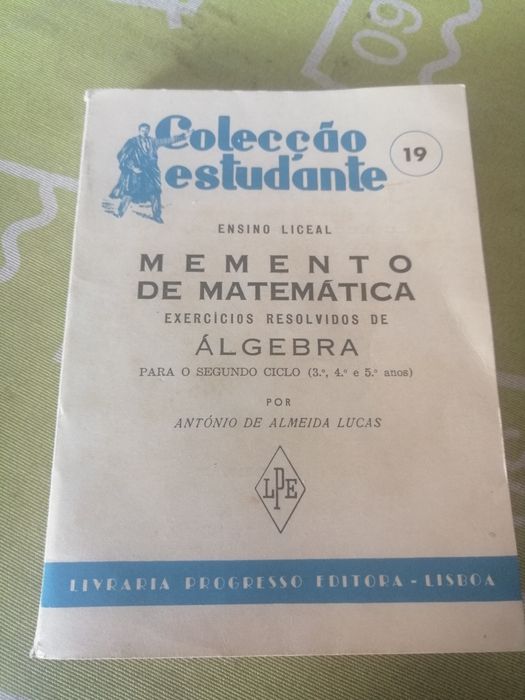 Colecção
estudante
19
ENSINO LICEAL
MEMENTO
DE MATEMÁTICA
EXERCÍCIOS RESOLVIDOS DE
ÁLGEBRA
PARA O SEGUNDO CICLO (3.º, 4.º e 5.º anos)
POR
ANTÓNIO DE ALMEIDA LUCAS
LPE
LIVRARIA PROGRESSO EDITORA - LISBOA
60